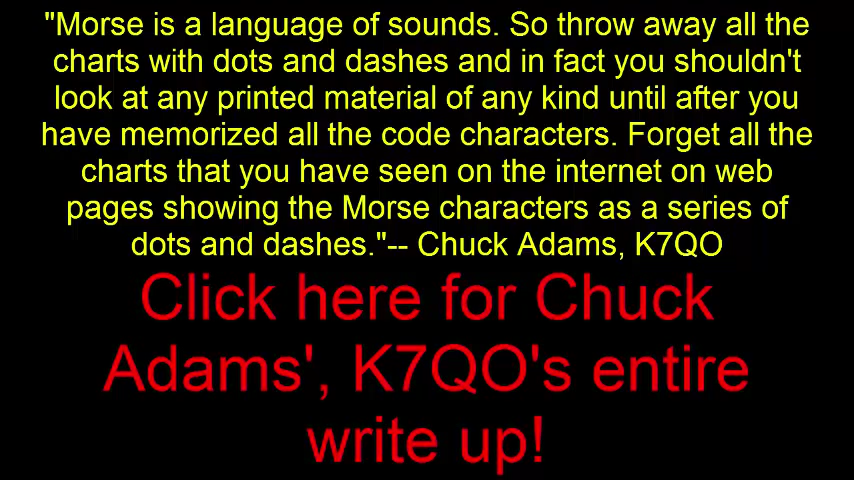 "Morse is a language of sounds. So throw away all the
charts with dots and dashes and in fact you shouldn't
look at any printed material of any kind until after you
have memorized all the code characters. Forget all the
charts that you have seen on the internet on web
pages showing the Morse characters as a series of
dots and dashes."-- Chuck Adams, K7QO
Click here for Chuck
Adams', K7QO's entire
write up!